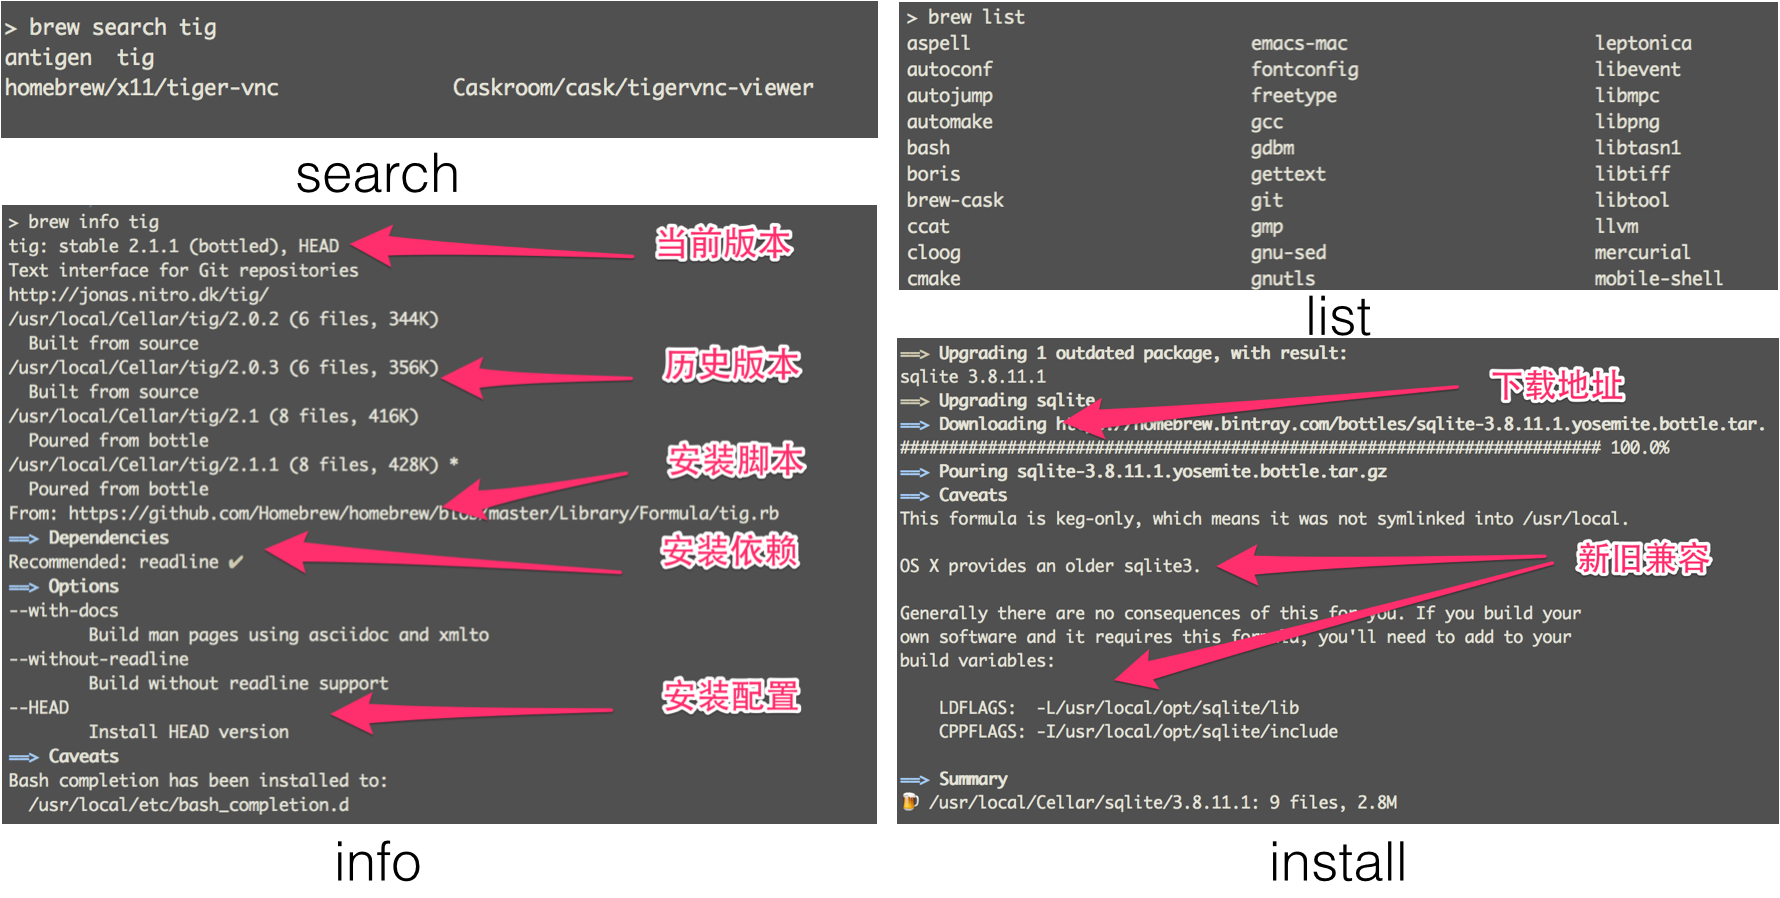 > brew search tig
antigen  tig
homebrew/x11/tiger-vnc                  Caskroom/cask/tigervnc-viewer
search
> brew info tig
tig: stable 2.1.1 (bottled), HEAD
当前版本
Text interface for Git repositories
http://jonas.nitro.dk/tig/
/usr/local/Cellar/tig/2.0.2 (6 files, 344K)
  Built from source
/usr/local/Cellar/tig/2.0.3 (6 files, 356K)
历史版本
  Built from source
/usr/local/Cellar/tig/2.1 (8 files, 416K)
  Poured from bottle
/usr/local/Cellar/tig/2.1.1 (8 files, 428K) *
安装脚本
  Poured from bottle
From: https://github.com/Homebrew/homebrew/blob/master/Library/Formula/tig.rb
==> Dependencies
安装依赖
Recommended: readline ✔
==> Options
--with-docs
        Build man pages using asciidoc and xmlto
--without-readline
        Build without readline support
安装配置
--HEAD
        Install HEAD version
==> Caveats
Bash completion has been installed to:
  /usr/local/etc/bash_completion.d
info
> brew list
aspell                emacs-mac                leptonica
autoconf              fontconfig               libevent
autojump              freetype                 libmpc
automake              gcc                      libpng
bash                  gdbm                     libtasn1
boris                 gettext                  libtiff
brew-cask             git                      libtool
ccat                  gmp                      llvm
cloog                 gnu-sed                  mercurial
cmake                 gnutls                   mobile-shell
list
==> Upgrading 1 outdated package, with result:
sqlite 3.8.11.1
下载地址
==> Upgrading sqlite
==> Downloading //homebrew.bintray.com/bottles/sqlite-3.8.11.1.yosemite.bottle.tar.
######################################################################## 100.0%
==> Pouring sqlite-3.8.11.1.yosemite.bottle.tar.gz
==> Caveats
This formula is keg-only, which means it was not symlinked into /usr/local.
新旧兼容
OS X provides an older sqlite3.
Generally there are no consequences of this for you. If you build your
own software and it requires this formula, you'll need to add to your
build variables:
    LDFLAGS:  -L/usr/local/opt/sqlite/lib
    CPPFLAGS: -I/usr/local/opt/sqlite/include
==> Summary
🍺 /usr/local/Cellar/sqlite/3.8.11.1: 9 files, 2.8M
install